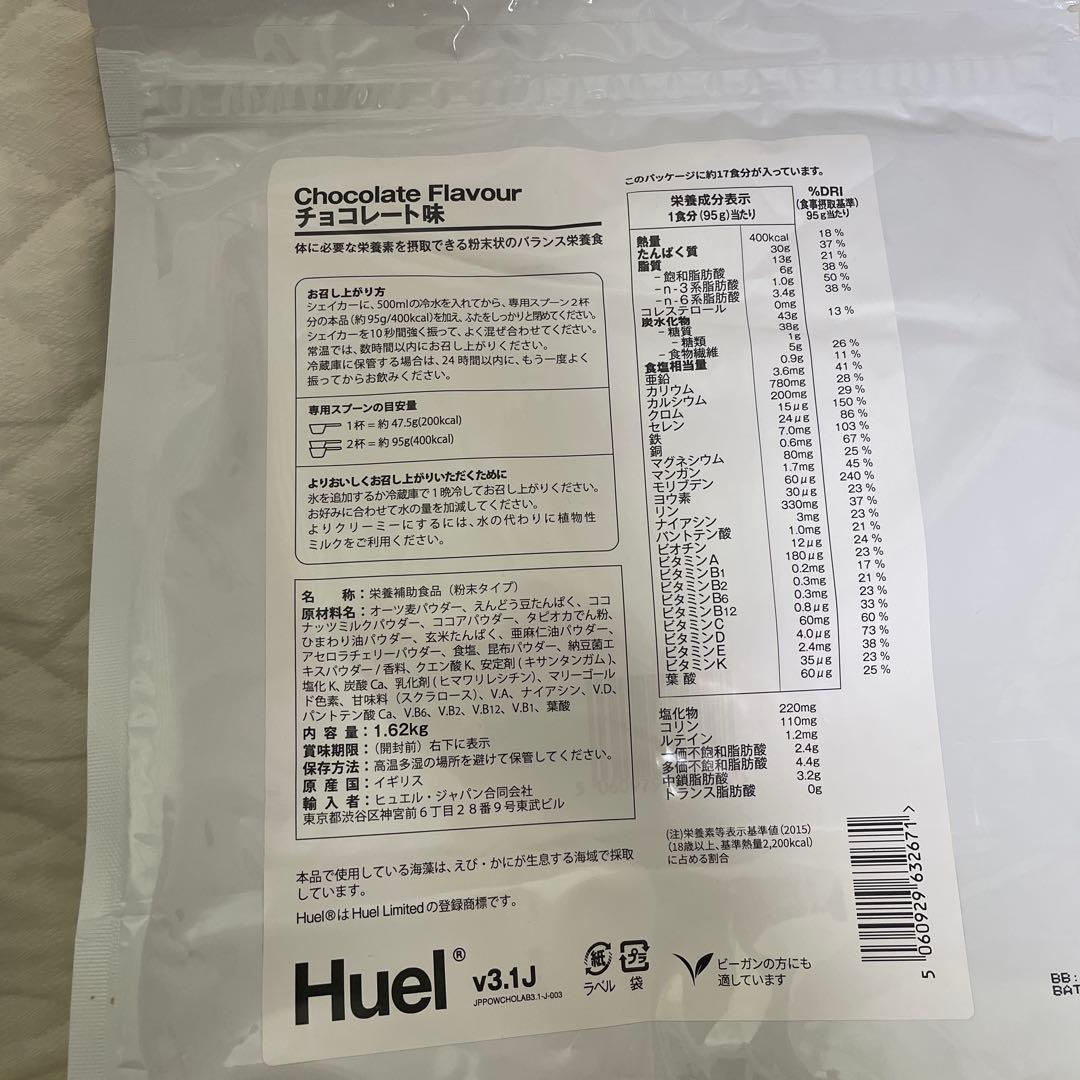 Chocolate Flavour
チョコレート味
体に必要な栄養素を摂取できる粉末状のバランス栄養食
お召し上がり方
シェイカーに、500mlの冷水を入れてから、専用スプーン2杯
分の本品(約95g/400kcal)を加え、ふたをしっかりと閉めてください。
シェイカーを10秒間強く振って、よく混ぜ合わせてください。
常温では、数時間以内にお召し上がりください。
冷蔵庫に保管する場合は、24時間以内に、もう一度よく
振ってからお飲みください。
専用スプーンの目安量
1杯=約47.5g(200kcal)
2杯=約95g(400kcal)
よりおいしくお召し上がりいただくために
氷を追加するか冷蔵庫で1晩冷してお召し上がりください。
お好みに合わせて水の量を加減してください。
よりクリーミーにするには、水の代わりに植物性
ミルクをご利用ください。
名 称:栄養補助食品(粉末タイプ)
原材料名:オーツ麦パウダー、えんどう豆たんぱく、ココ
ナッツミルクパウダー、ココアパウダー、タピオカでん粉、
ひまわり油パウダー、玄米たんぱく、亜麻仁油パウダー、
アセロラチェリーパウダー、食塩、昆布パウダー、納豆菌エ
キスパウダー/香料、クエン酸K、安定剤(キサンタンガム)、
塩化K、炭酸Ca、乳化剤(ヒマワリレシチン)、マリーゴール
ド色素、甘味料(スクラロース)、V.A、ナイアシン、V.D、
パントテン酸Ca、V.B6、V.B2、V.B12、V.B1、葉酸
内 容 量:1.62kg
賞味期限:(開封前)右下に表示
保存方法:高温多湿の場所を避けて保管してください。
原 産 国:イギリス
輸 入 者:ヒュエル・ジャパン合同会社
東京都渋谷区神宮前6丁目28番9号東武ビル
本品で使用している海藻は、えび・かにが生息する海域で採取
しています。
Huel®はHuel Limitedの登録商標です。
Huel® v3.1J
JPPOWCHOLAB3.1-J-003
このパッケージに約17食分が入っています。
栄養成分表示
1食分(95g)当たり
%DRI
(食事摂取基準)
95g当たり
熱量 400kcal 18%
たんぱく質 30g 37%
脂質 13g 21%
-飽和脂肪酸 6g 38%
-n-3系脂肪酸 1.0g 50%
-n-6系脂肪酸 3.4g 38%
コレステロール 0mg
炭水化物 43g 13%
-糖質 38g
-糖類 1g
-食物繊維 5g 26%
食塩相当量 0.9g 11%
亜鉛 3.6mg 41%
カリウム 780mg 28%
カルシウム 200mg 29%
クロム 15μg 150%
セレン 24μg 86%
鉄 7.0mg 103%
銅 0.6mg 67%
マグネシウム 80mg 25%
マンガン 1.7mg 45%
モリブデン 60μg 240%
ヨウ素 30μg 23%
リン 330mg 37%
ナイアシン 3mg 23%
パントテン酸 1.0mg 21%
ビオチン 12μg 24%
ビタミンA 180μg 23%
ビタミンB1 0.2mg 17%
ビタミンB2 0.3mg 21%
ビタミンB6 0.3mg 23%
ビタミンB12 0.8μg 33%
ビタミンC 60mg 60%
ビタミンD 4.0μg 73%
ビタミンE 2.4mg 38%
ビタミンK 35μg 23%
葉酸 60μg 25%
塩化物 220mg
コリン 110mg
ルテイン 1.2mg
一価不飽和脂肪酸 2.4g
多価不飽和脂肪酸 4.4g
中鎖脂肪酸 3.2g
トランス脂肪酸 0g
(注)栄養素等表示基準値(2015)
(18歳以上、基準熱量2,200kcal)
に占める割合
5 060929 632671 >
紙
ラベル
プラ
袋
ビーガンの方にも
適しています
BB:
BAT